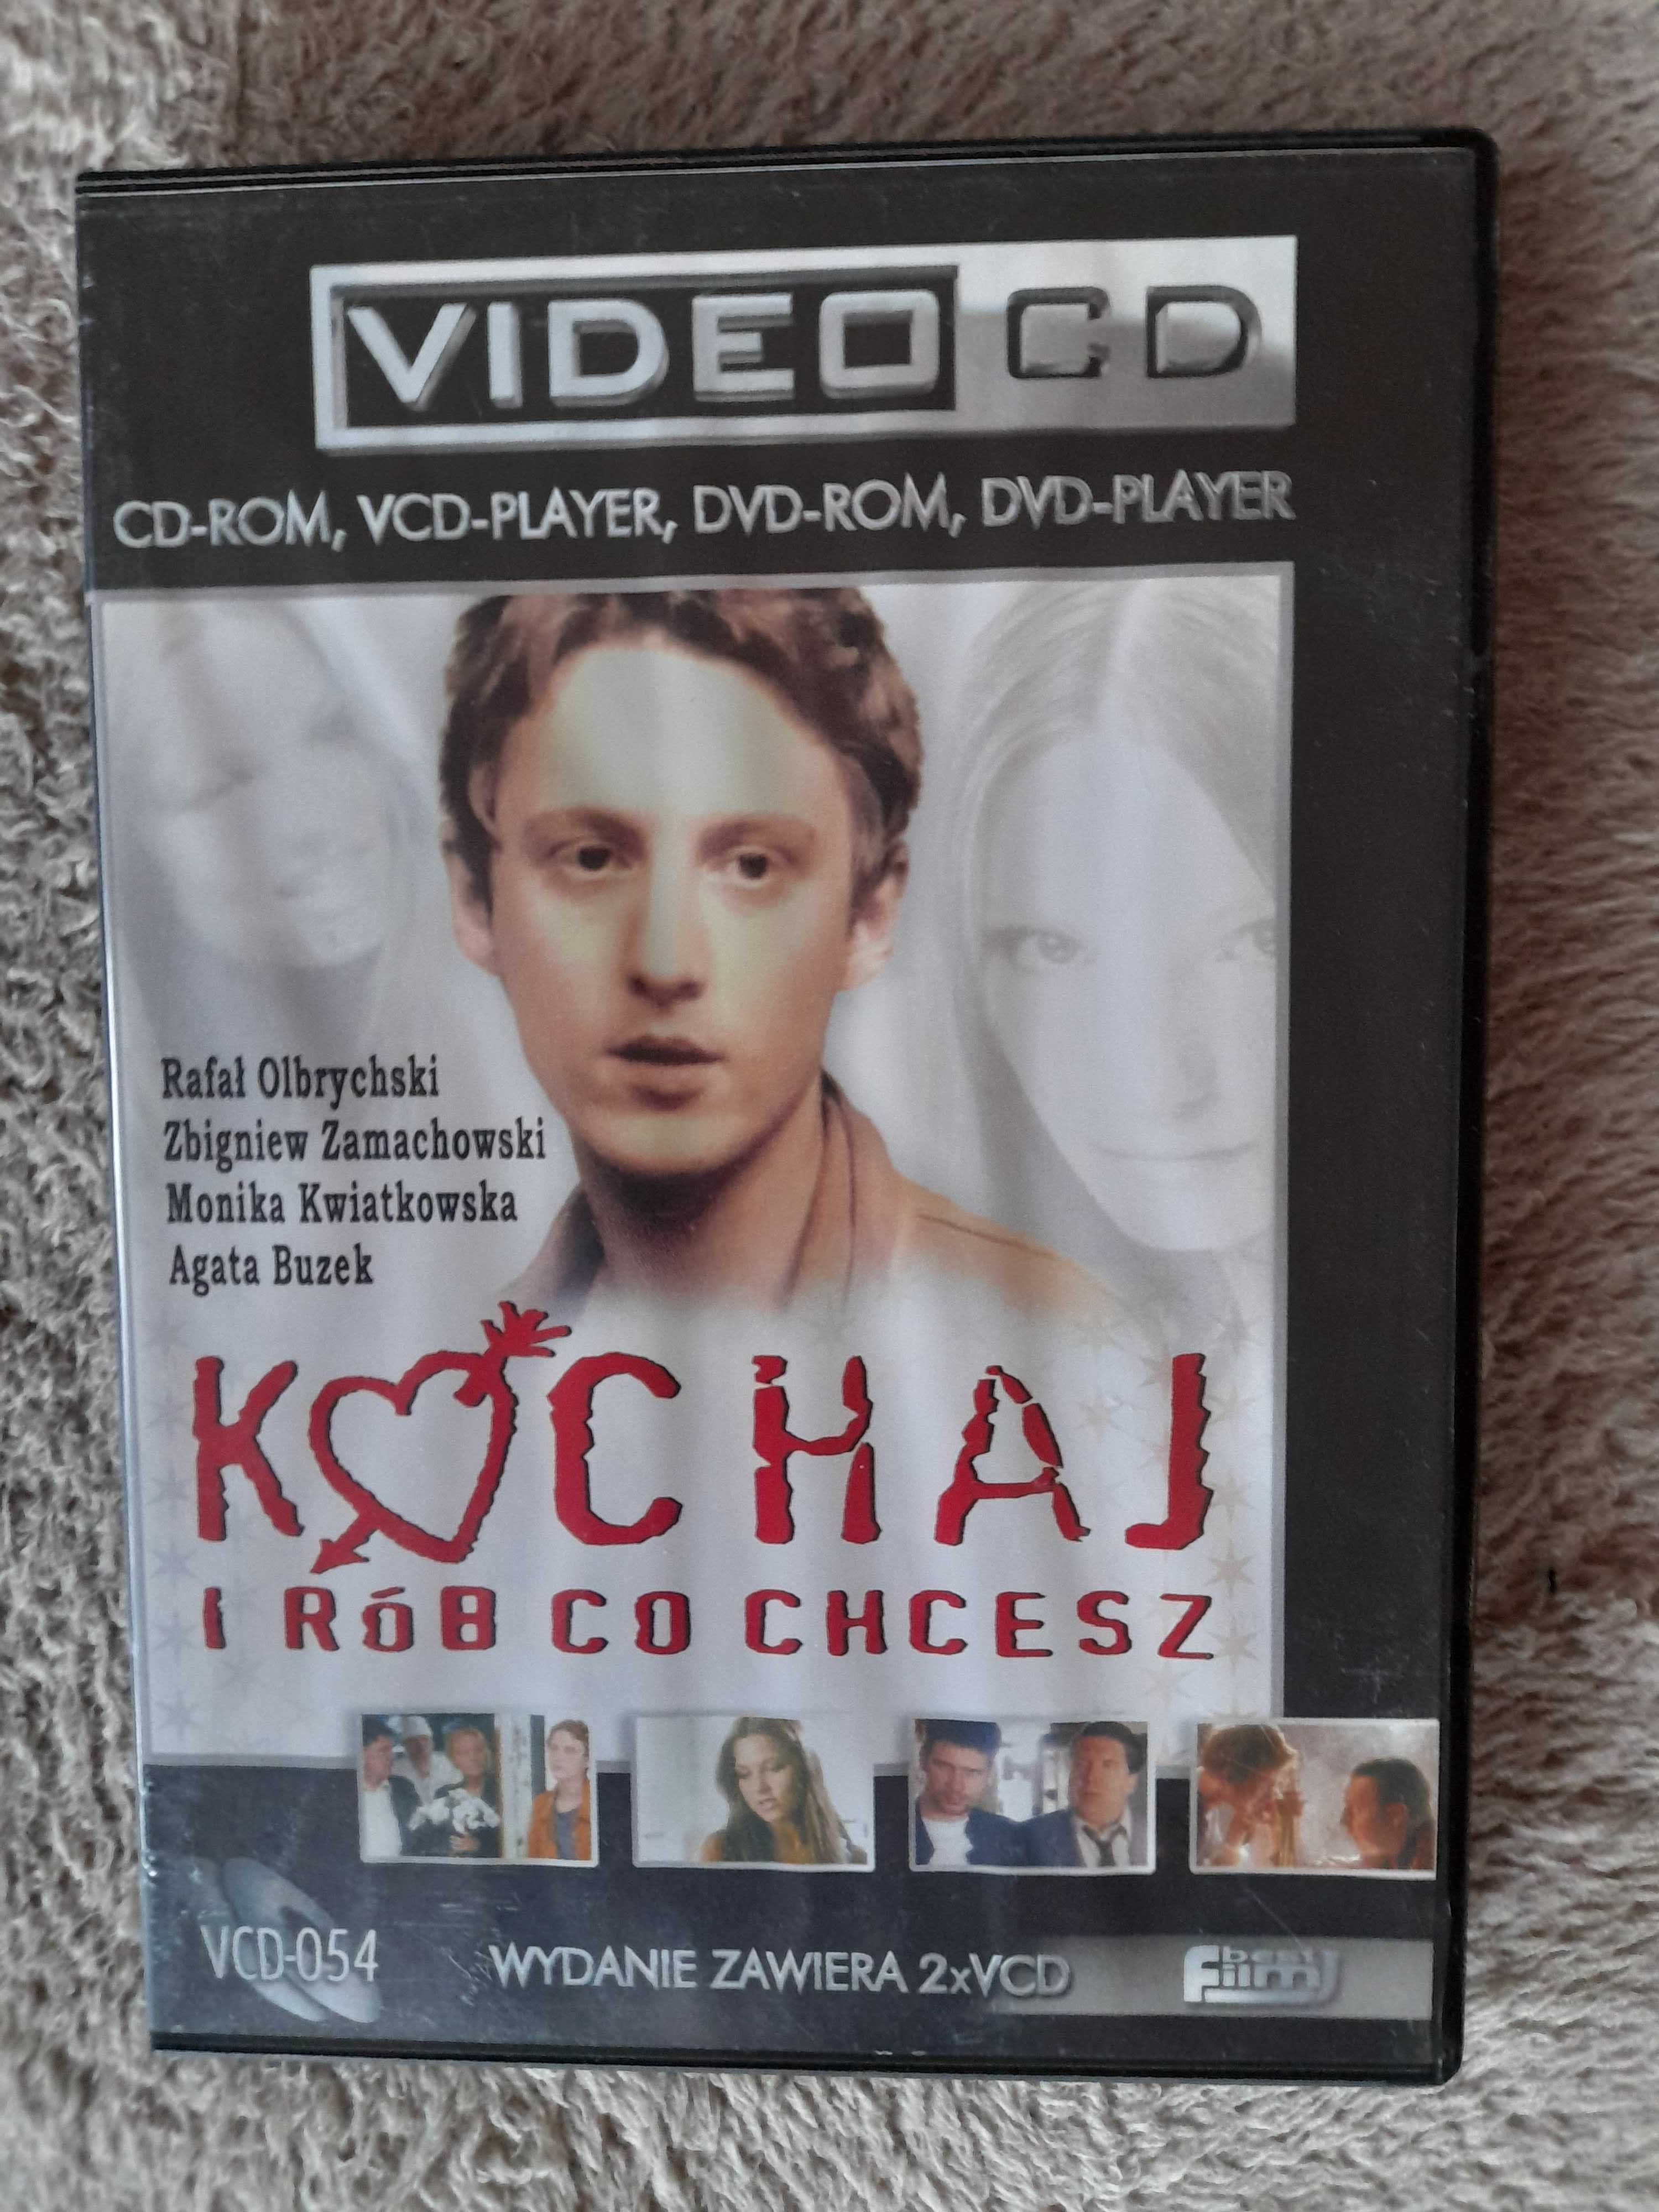 VIDEO CD
CD-ROM, VCD-PLAYER, DVD-ROM, DVD-PLAYER
Rafał Olbrychski
Zbigniew Zamachowski
Monika Kwiatkowska
Agata Buzek
KOCHAJ
I RÓB CO CHCESZ
VCD-054
WYDANIE ZAWIERA 2xVCD
best
film